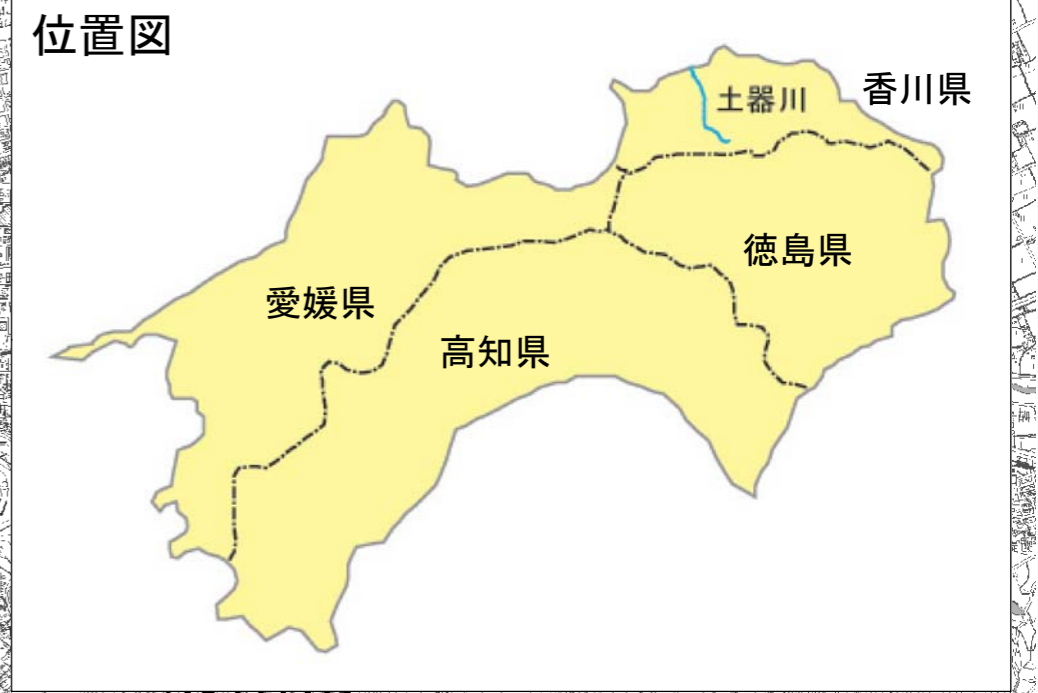 位置図
土器川
香川県
徳島県
愛媛県
高知県